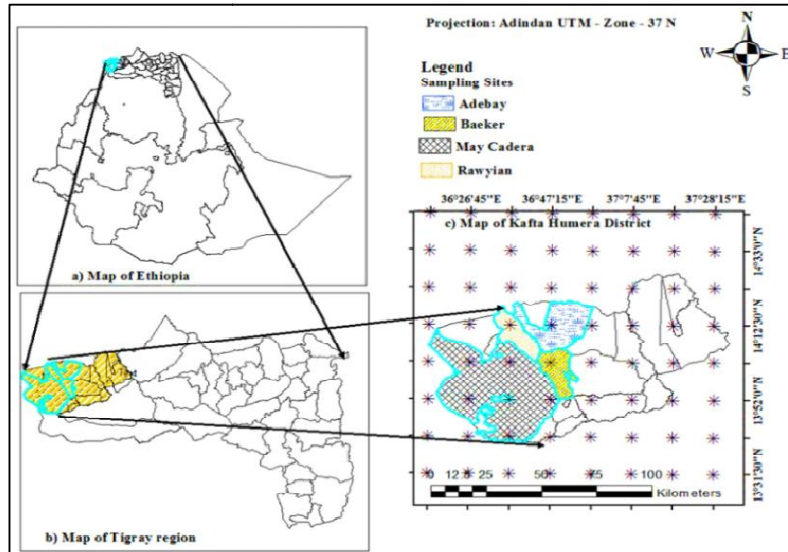 Projection: Adindan UTM - Zone - 37 N
N
W E
S
Legend
Sampling Sites
Adebay
Baeker
May Cadera
Rawyian
a) Map of Ethiopia
36°26'45"E 36°47'15"E 37°7'45"E 37°28'15"E
c) Map of Kafta Humera District
14°33'0"N
14°12'30"N
13°52'0"N
13°31'30"N
0 12.5 25 50 75 100
Kilometers
b) Map of Tigray region